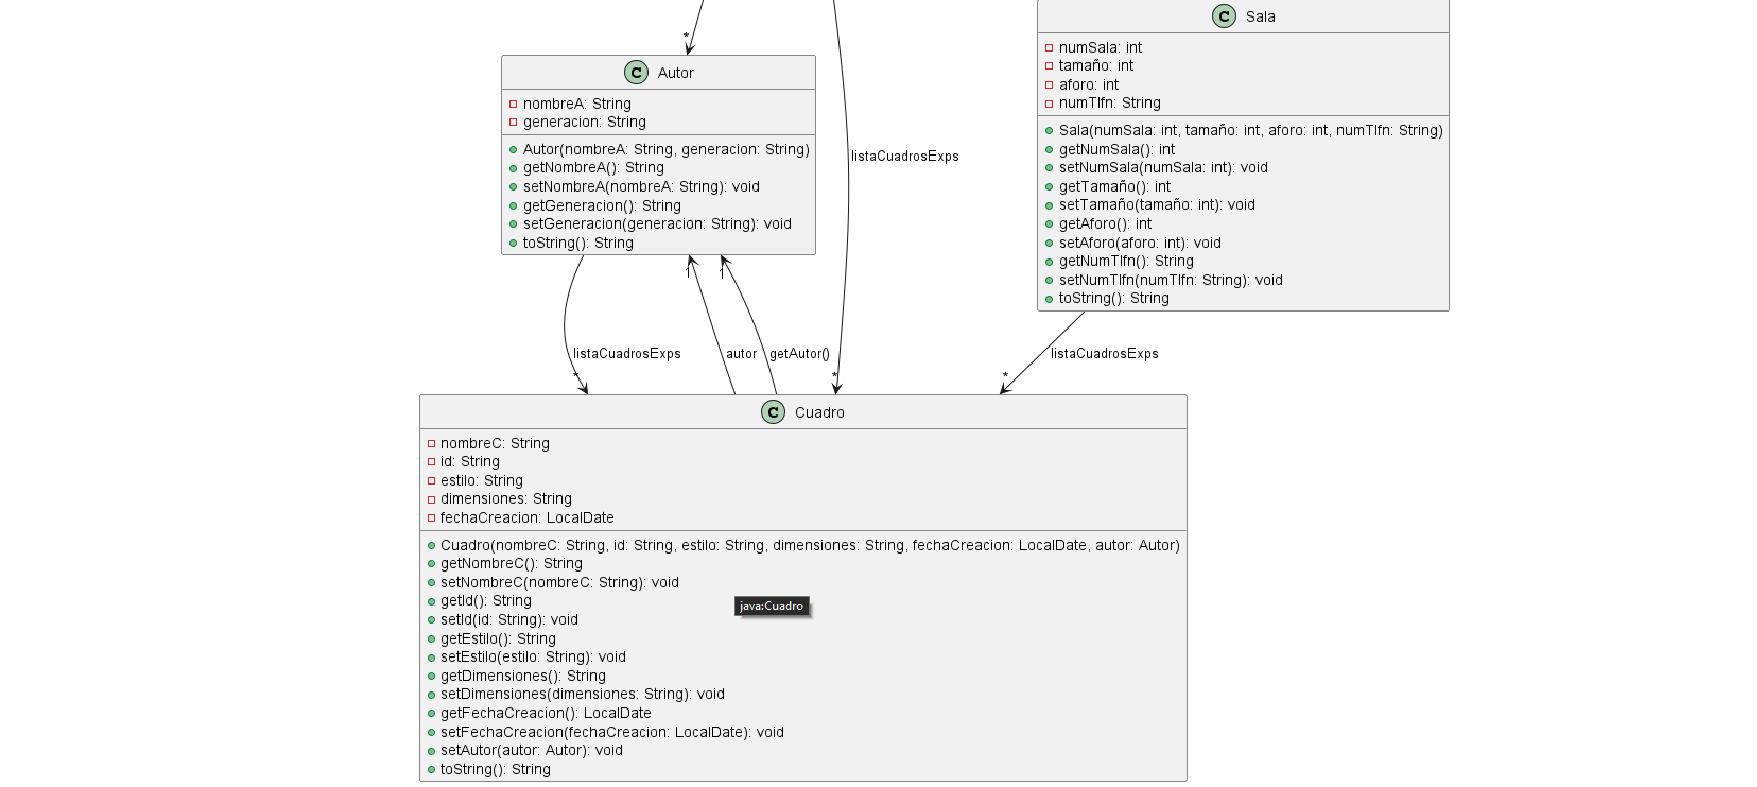 *
C Autor
nombreA: String
generacion: String
Autor(nombreA: String, generacion: String)
getNombreA(): String
setNombreA(nombreA: String): void
getGeneracion(): String
setGeneracion(generacion: String): void
toString(): String
listaCuadrosExps
C Sala
numSala: int
tamaño: int
aforo: int
numTlfn: String
Sala(numSala: int, tamaño: int, aforo: int, numTlfn: String)
getNumSala(): int
setNumSala(numSala: int): void
getTamaño(): int
setTamaño(tamaño: int): void
getAforo(): int
setAforo(aforo: int): void
getNumTlfn(): String
setNumTlfn(numTlfn: String): void
toString(): String
1
1
listaCuadrosExps
autor
getAutor()
listaCuadrosExps
*
*
*
C Cuadro
nombreC: String
id: String
estilo: String
dimensiones: String
fechaCreacion: LocalDate
Cuadro(nombreC: String, id: String, estilo: String, dimensiones: String, fechaCreacion: LocalDate, autor: Autor)
getNombreC(): String
setNombreC(nombreC: String): void
getId(): String
setId(id: String): void
getEstilo(): String
setEstilo(estilo: String): void
getDimensiones(): String
setDimensiones(dimensiones: String): void
getFechaCreacion(): LocalDate
setFechaCreacion(fechaCreacion: LocalDate): void
setAutor(autor: Autor): void
toString(): String
java:Cuadro